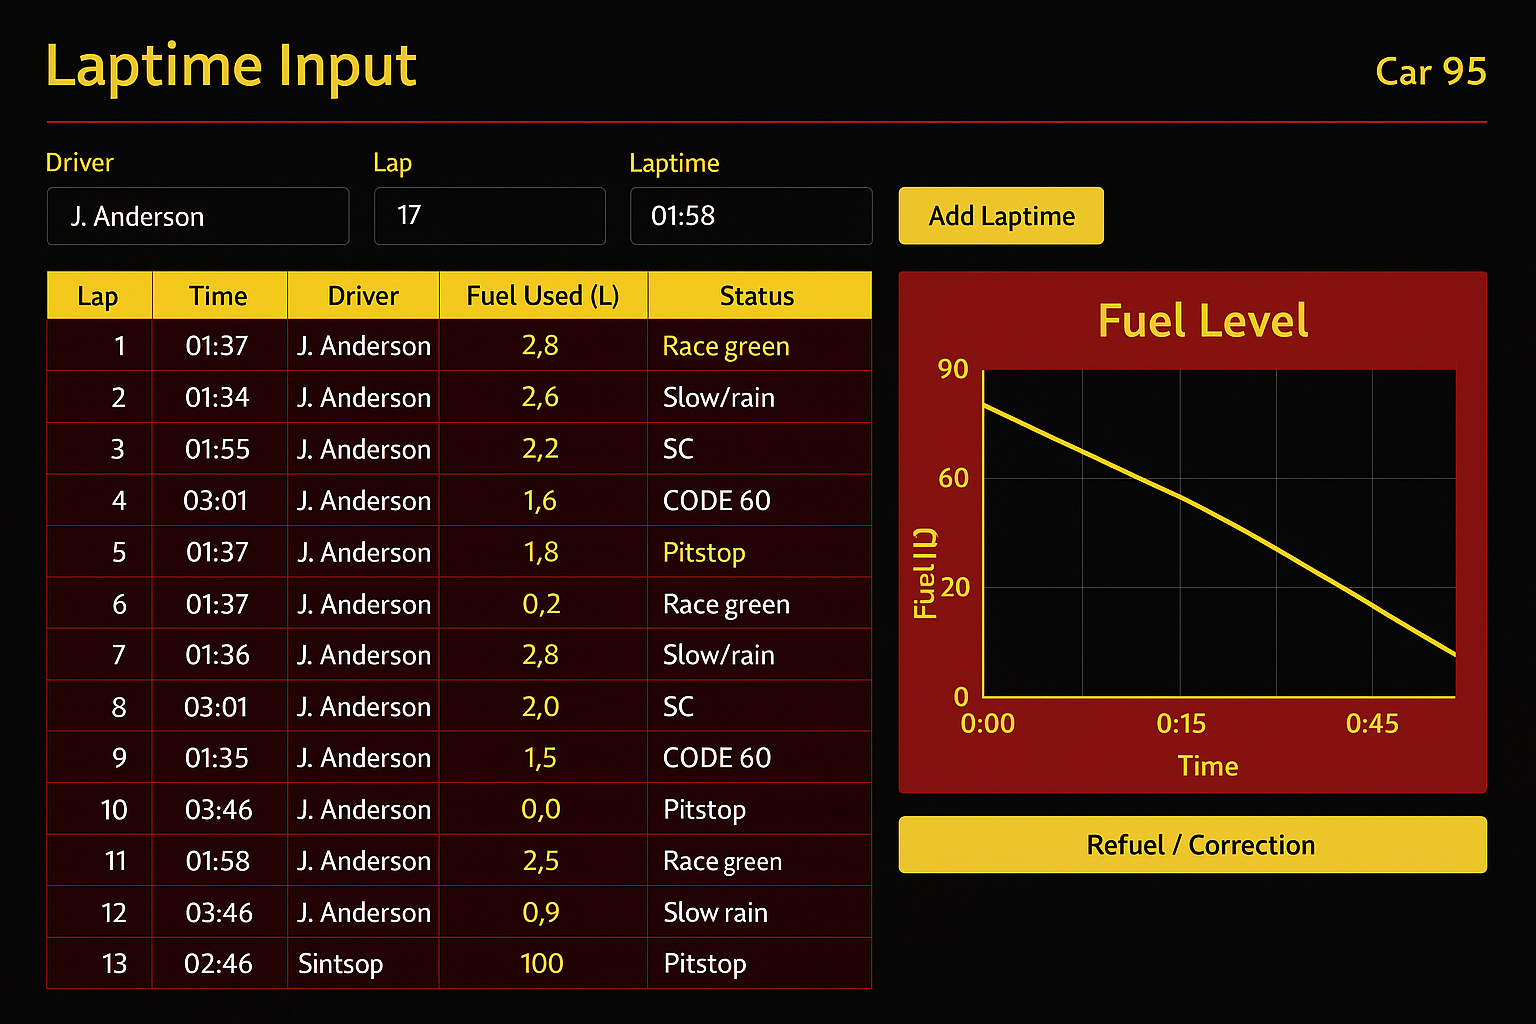 Laptime Input
Car 95
Driver Lap Laptime
J. Anderson 17 01:58 Add Laptime
Lap Time Driver Fuel Used (L) Status
1 01:37 J. Anderson 2,8 Race green
2 01:34 J. Anderson 2,6 Slow/rain
3 01:55 J. Anderson 2,2 SC
4 03:01 J. Anderson 1,6 CODE 60
5 01:37 J. Anderson 1,8 Pitstop
6 01:37 J. Anderson 0,2 Race green
7 01:36 J. Anderson 2,8 Slow/rain
8 03:01 J. Anderson 2,0 SC
9 01:35 J. Anderson 1,5 CODE 60
10 03:46 J. Anderson 0,0 Pitstop
11 01:58 J. Anderson 2,5 Race green
12 03:46 J. Anderson 0,9 Slow rain
13 02:46 Sintsop 100 Pitstop
Fuel Level
90
60
20
0
Fuel
0:00 0:15 0:45
Time
Refuel / Correction